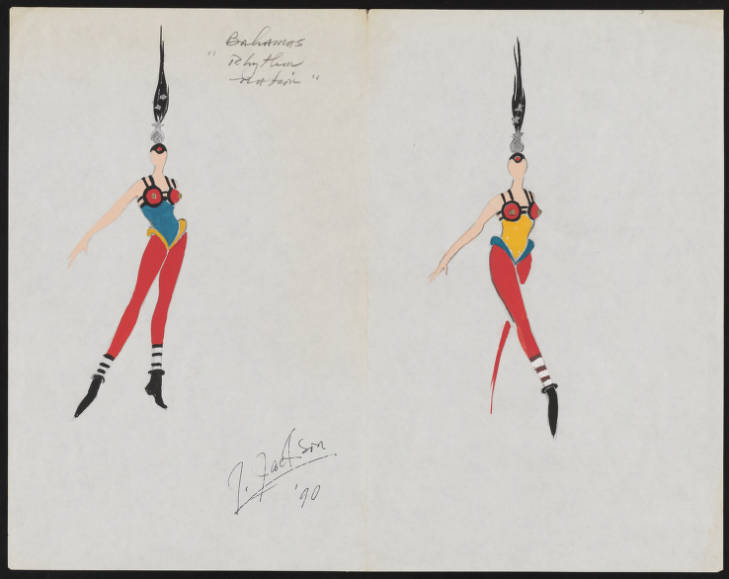 BAHAMAS
"Rhythm
nation"
J. Jackson
'90